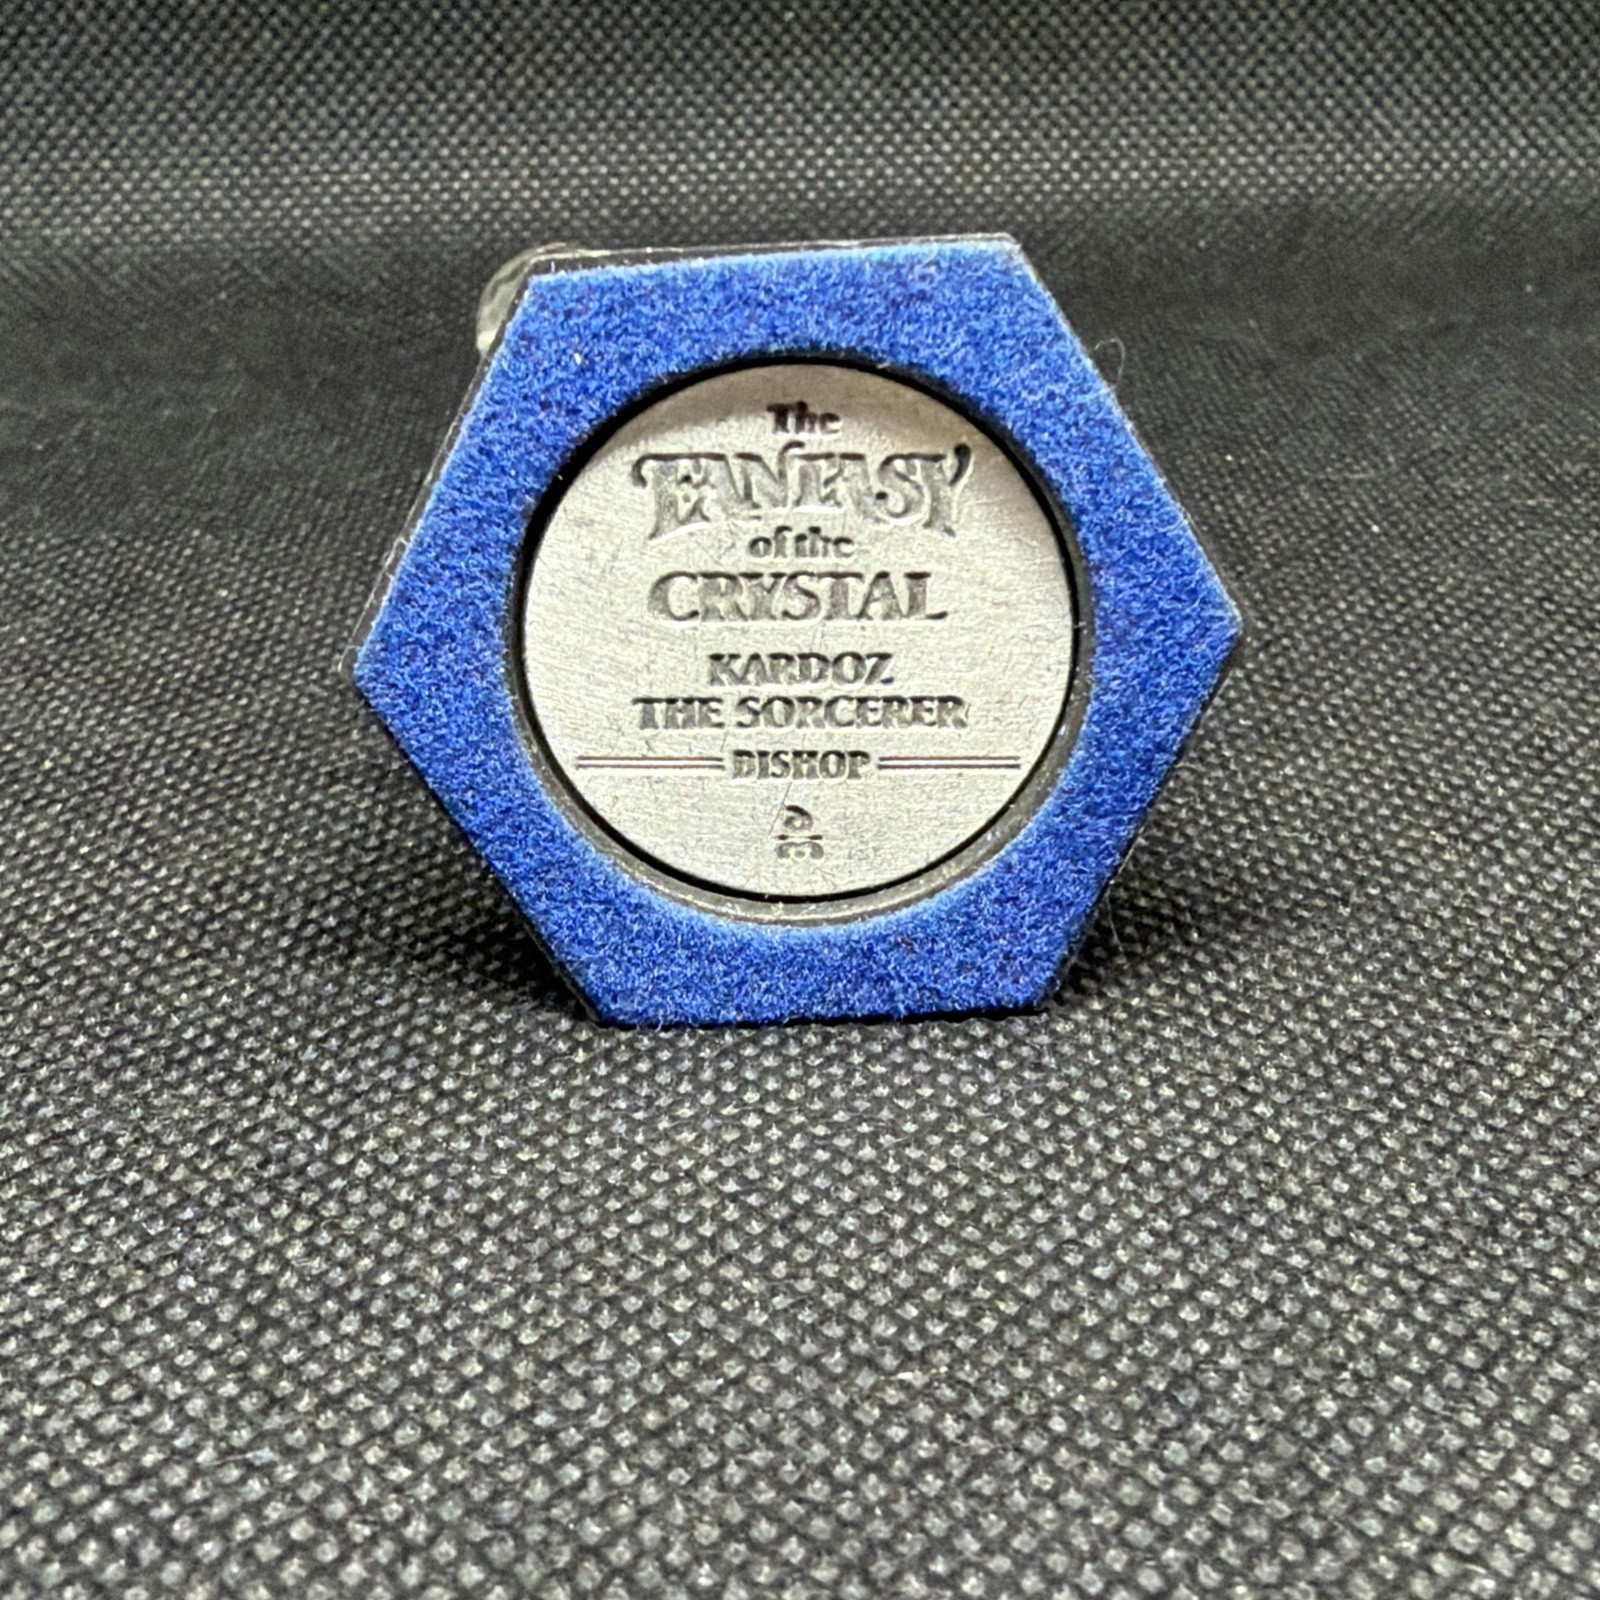 The
FANTASY
of the
CRYSTAL
KARDOZ
THE SORCERER
BISHOP